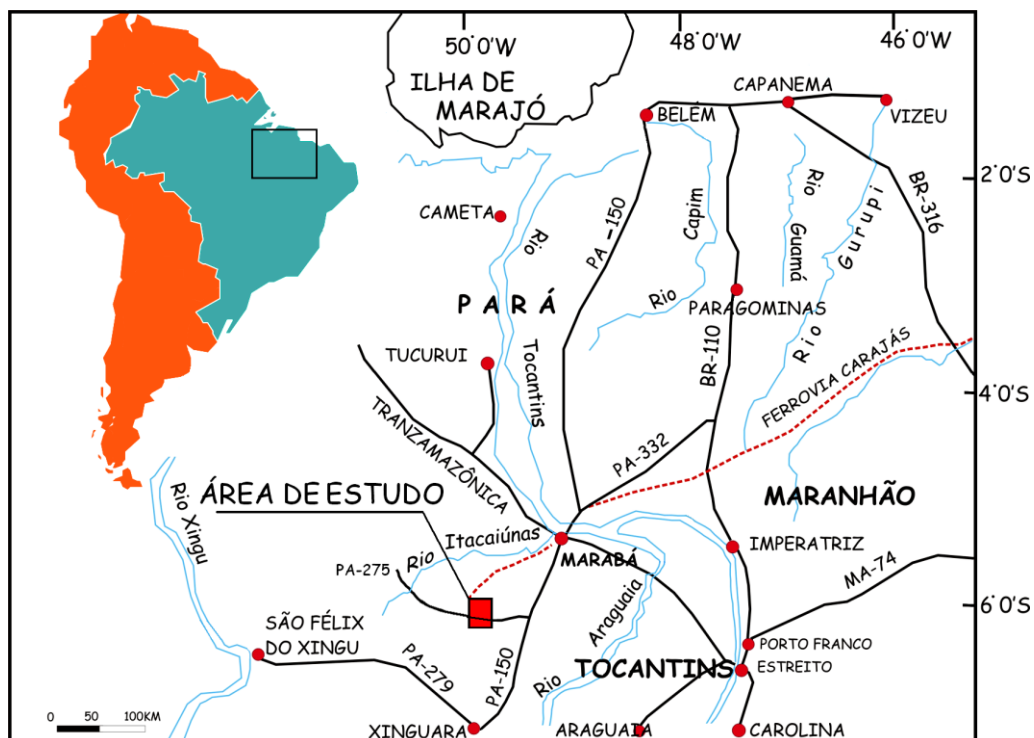 50˚0'W
48˚0'W
46˚0'W
ILHA DE
MARAJÓ
CAPANEMA
BELÉM
VIZEU
2˚0'S
CAMETA
Rio
Tocantins
PA -150
Rio
Capim
Rio
Guamá
Rio
Gurupi
BR-316
PARÁ
PARAGOMINAS
TUCURUI
BR-110
FERROVIA CARAJÁS
4˚0'S
TRANZAMAZÔNICA
PA-332
Rio Xingu
ÁREA DE ESTUDO
MARANHÃO
Rio Itacaiúnas
MARABÁ
IMPERATRIZ
PA-275
MA-74
Rio Araguaia
6˚0'S
SÃO FÉLIX
DO XINGU
PORTO FRANCO
TOCANTINS
ESTREITO
PA-279
PA-150
0 50 100KM
XINGUARA
ARAGUAIA
CAROLINA